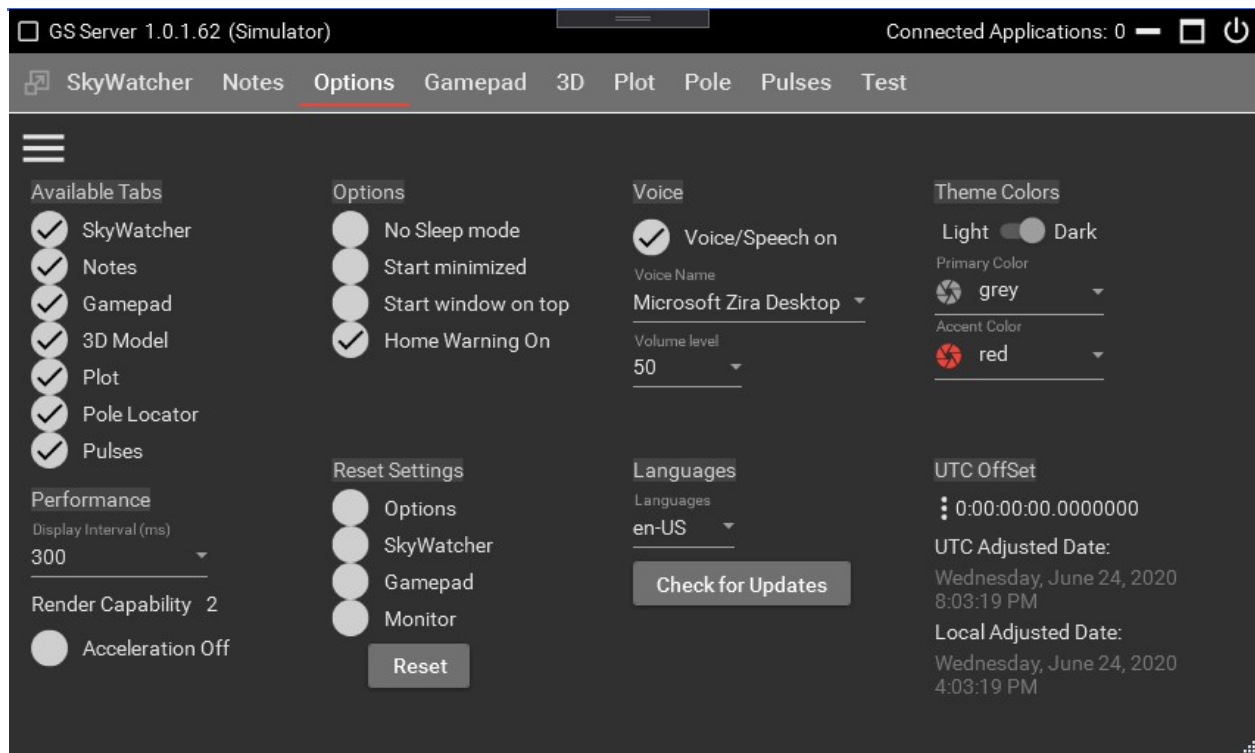 GS Server 1.0.1.62 (Simulator)
Connected Applications: 0
SkyWatcher Notes Options Gamepad 3D Plot Pole Pulses Test
Available Tabs
SkyWatcher
Notes
Gamepad
3D Model
Plot
Pole Locator
Pulses
Performance
Display Interval (ms)
300
Render Capability 2
Acceleration Off
Options
No Sleep mode
Start minimized
Start window on top
Home Warning On
Reset Settings
Options
SkyWatcher
Gamepad
Monitor
Reset
Voice
Voice/Speech on
Voice Name
Microsoft Zira Desktop
Volume level
50
Languages
Languages
en-US
Check for Updates
Theme Colors
Light Dark
Primary Color
grey
Accent Color
red
UTC OffSet
0:00:00:00.0000000
UTC Adjusted Date:
Wednesday, June 24, 2020
8:03:19 PM
Local Adjusted Date:
Wednesday, June 24, 2020
4:03:19 PM